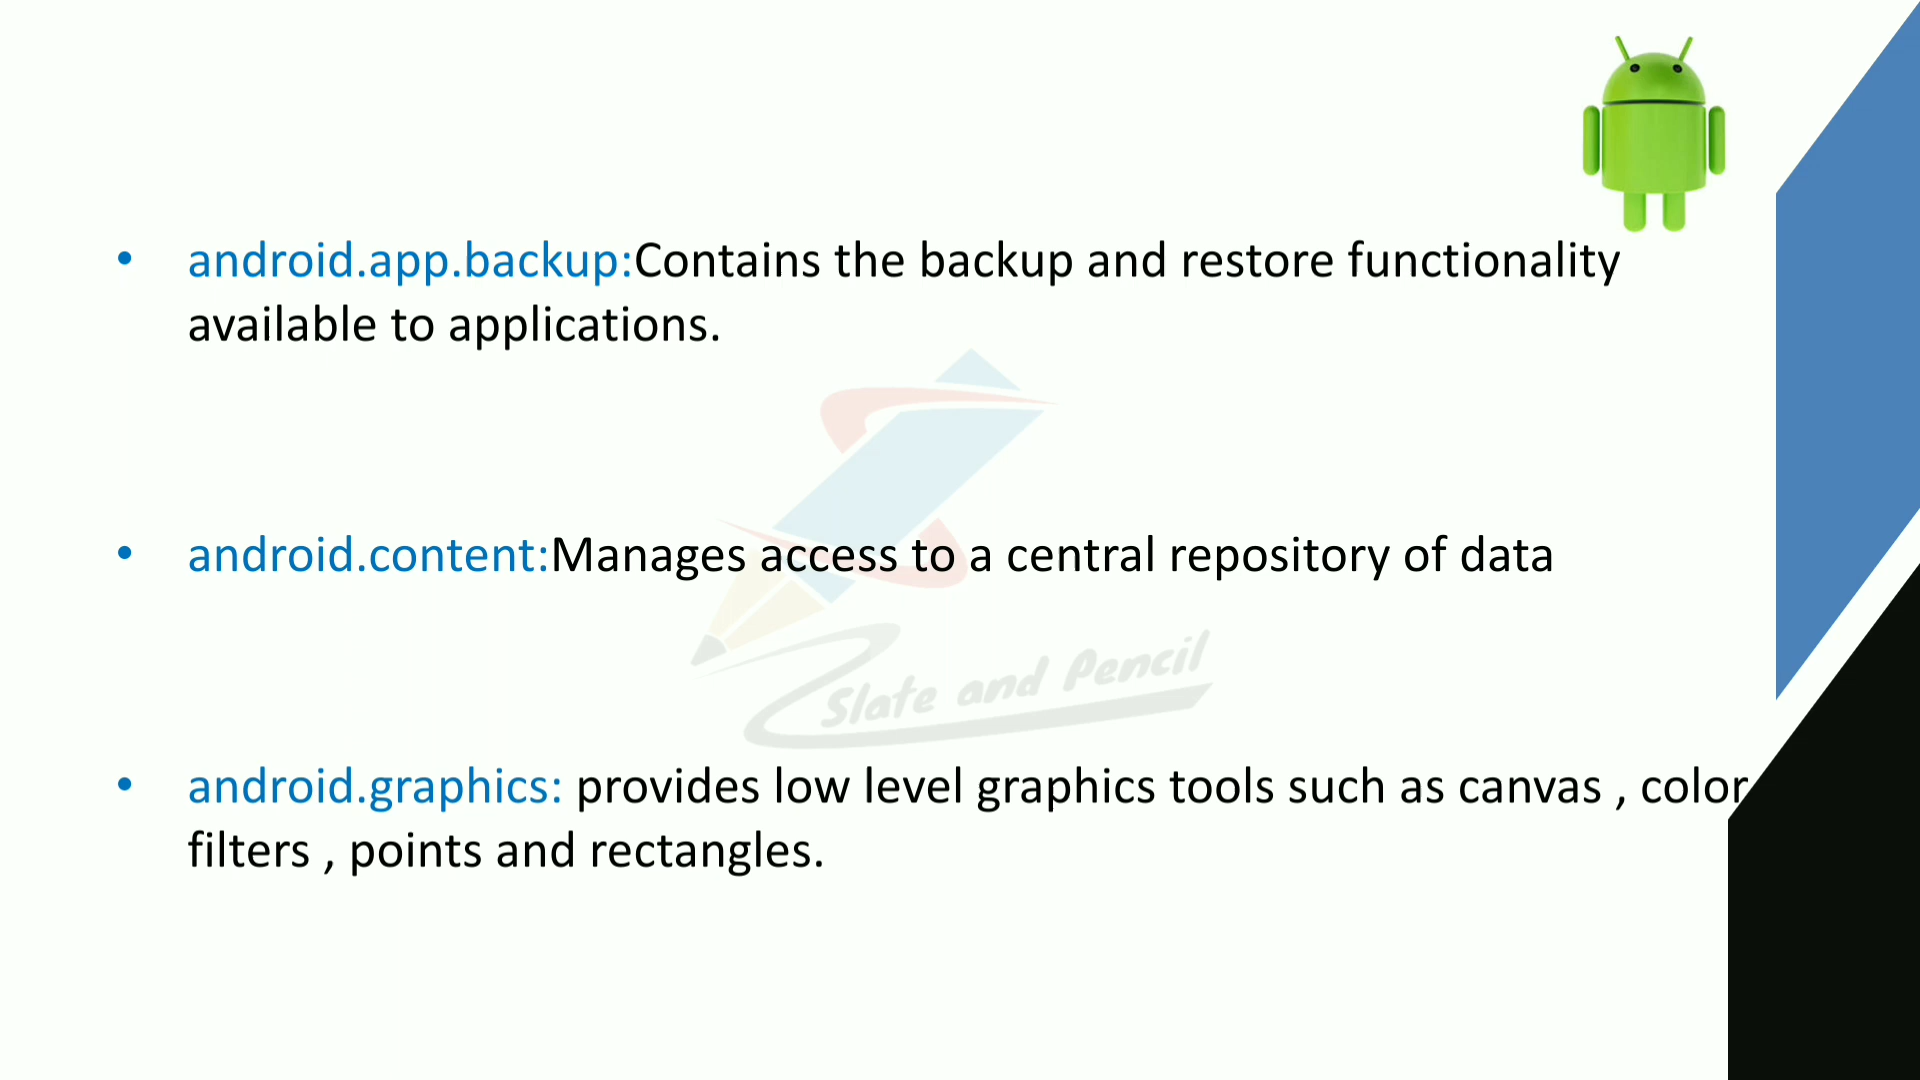 • android.app.backup:Contains the backup and restore functionality
available to applications.
• android.content:Manages access to a central repository of data
Slate and Pencil
• android.graphics: provides low level graphics tools such as canvas , color
filters , points and rectangles.